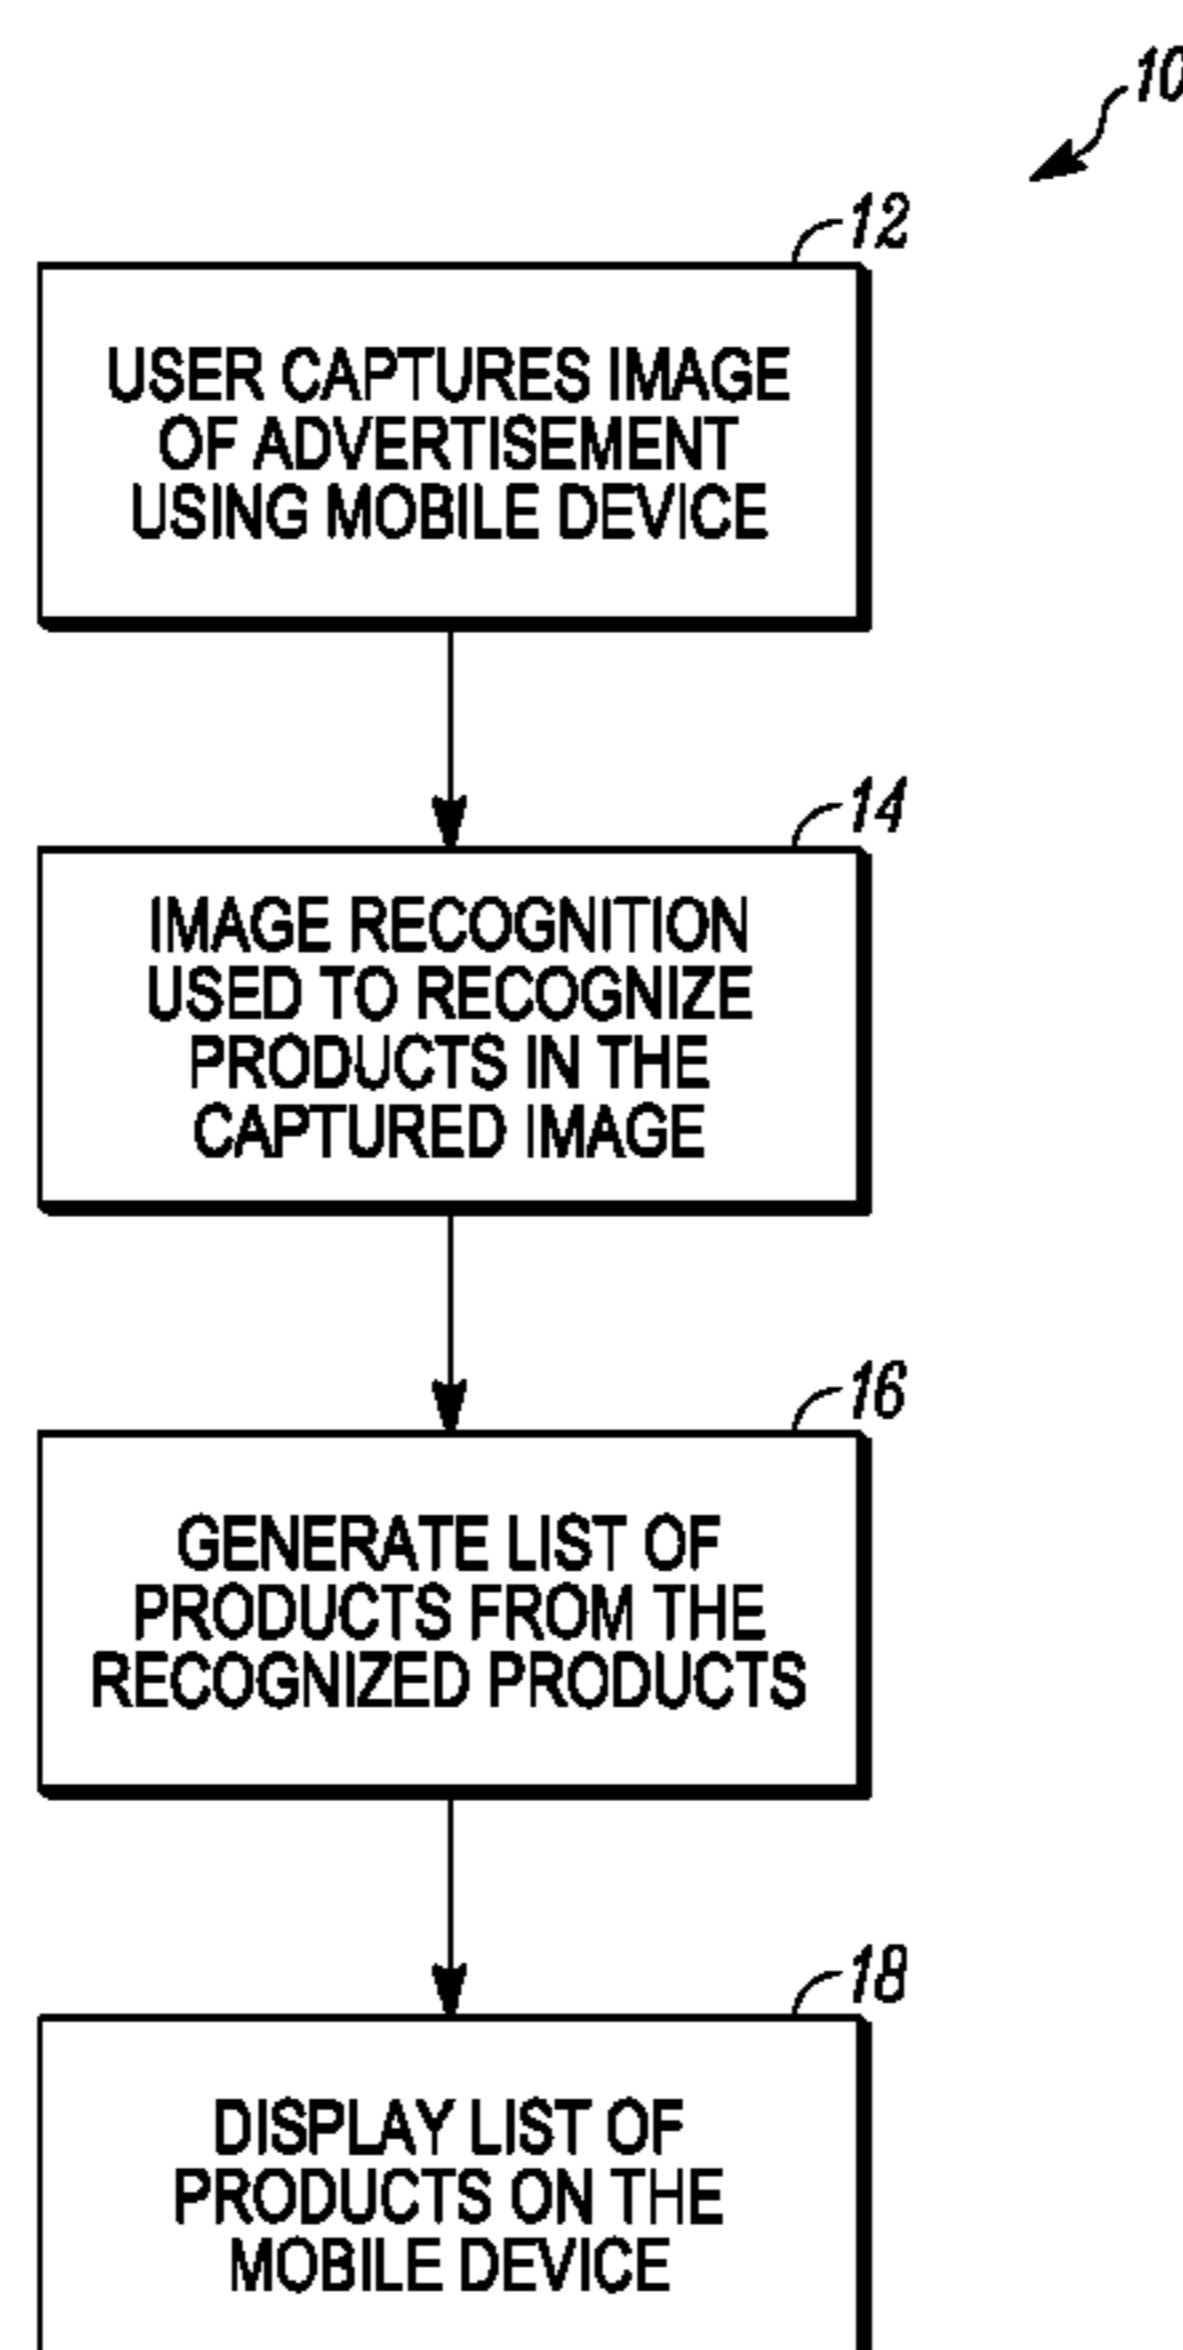 10
12
USER CAPTURES IMAGE
OF ADVERTISEMENT
USING MOBILE DEVICE
14
IMAGE RECOGNITION
USED TO RECOGNIZE
PRODUCTS IN THE
CAPTURED IMAGE
16
GENERATE LIST OF
PRODUCTS FROM THE
RECOGNIZED PRODUCTS
18
DISPLAY LIST OF
PRODUCTS ON THE
MOBILE DEVICE